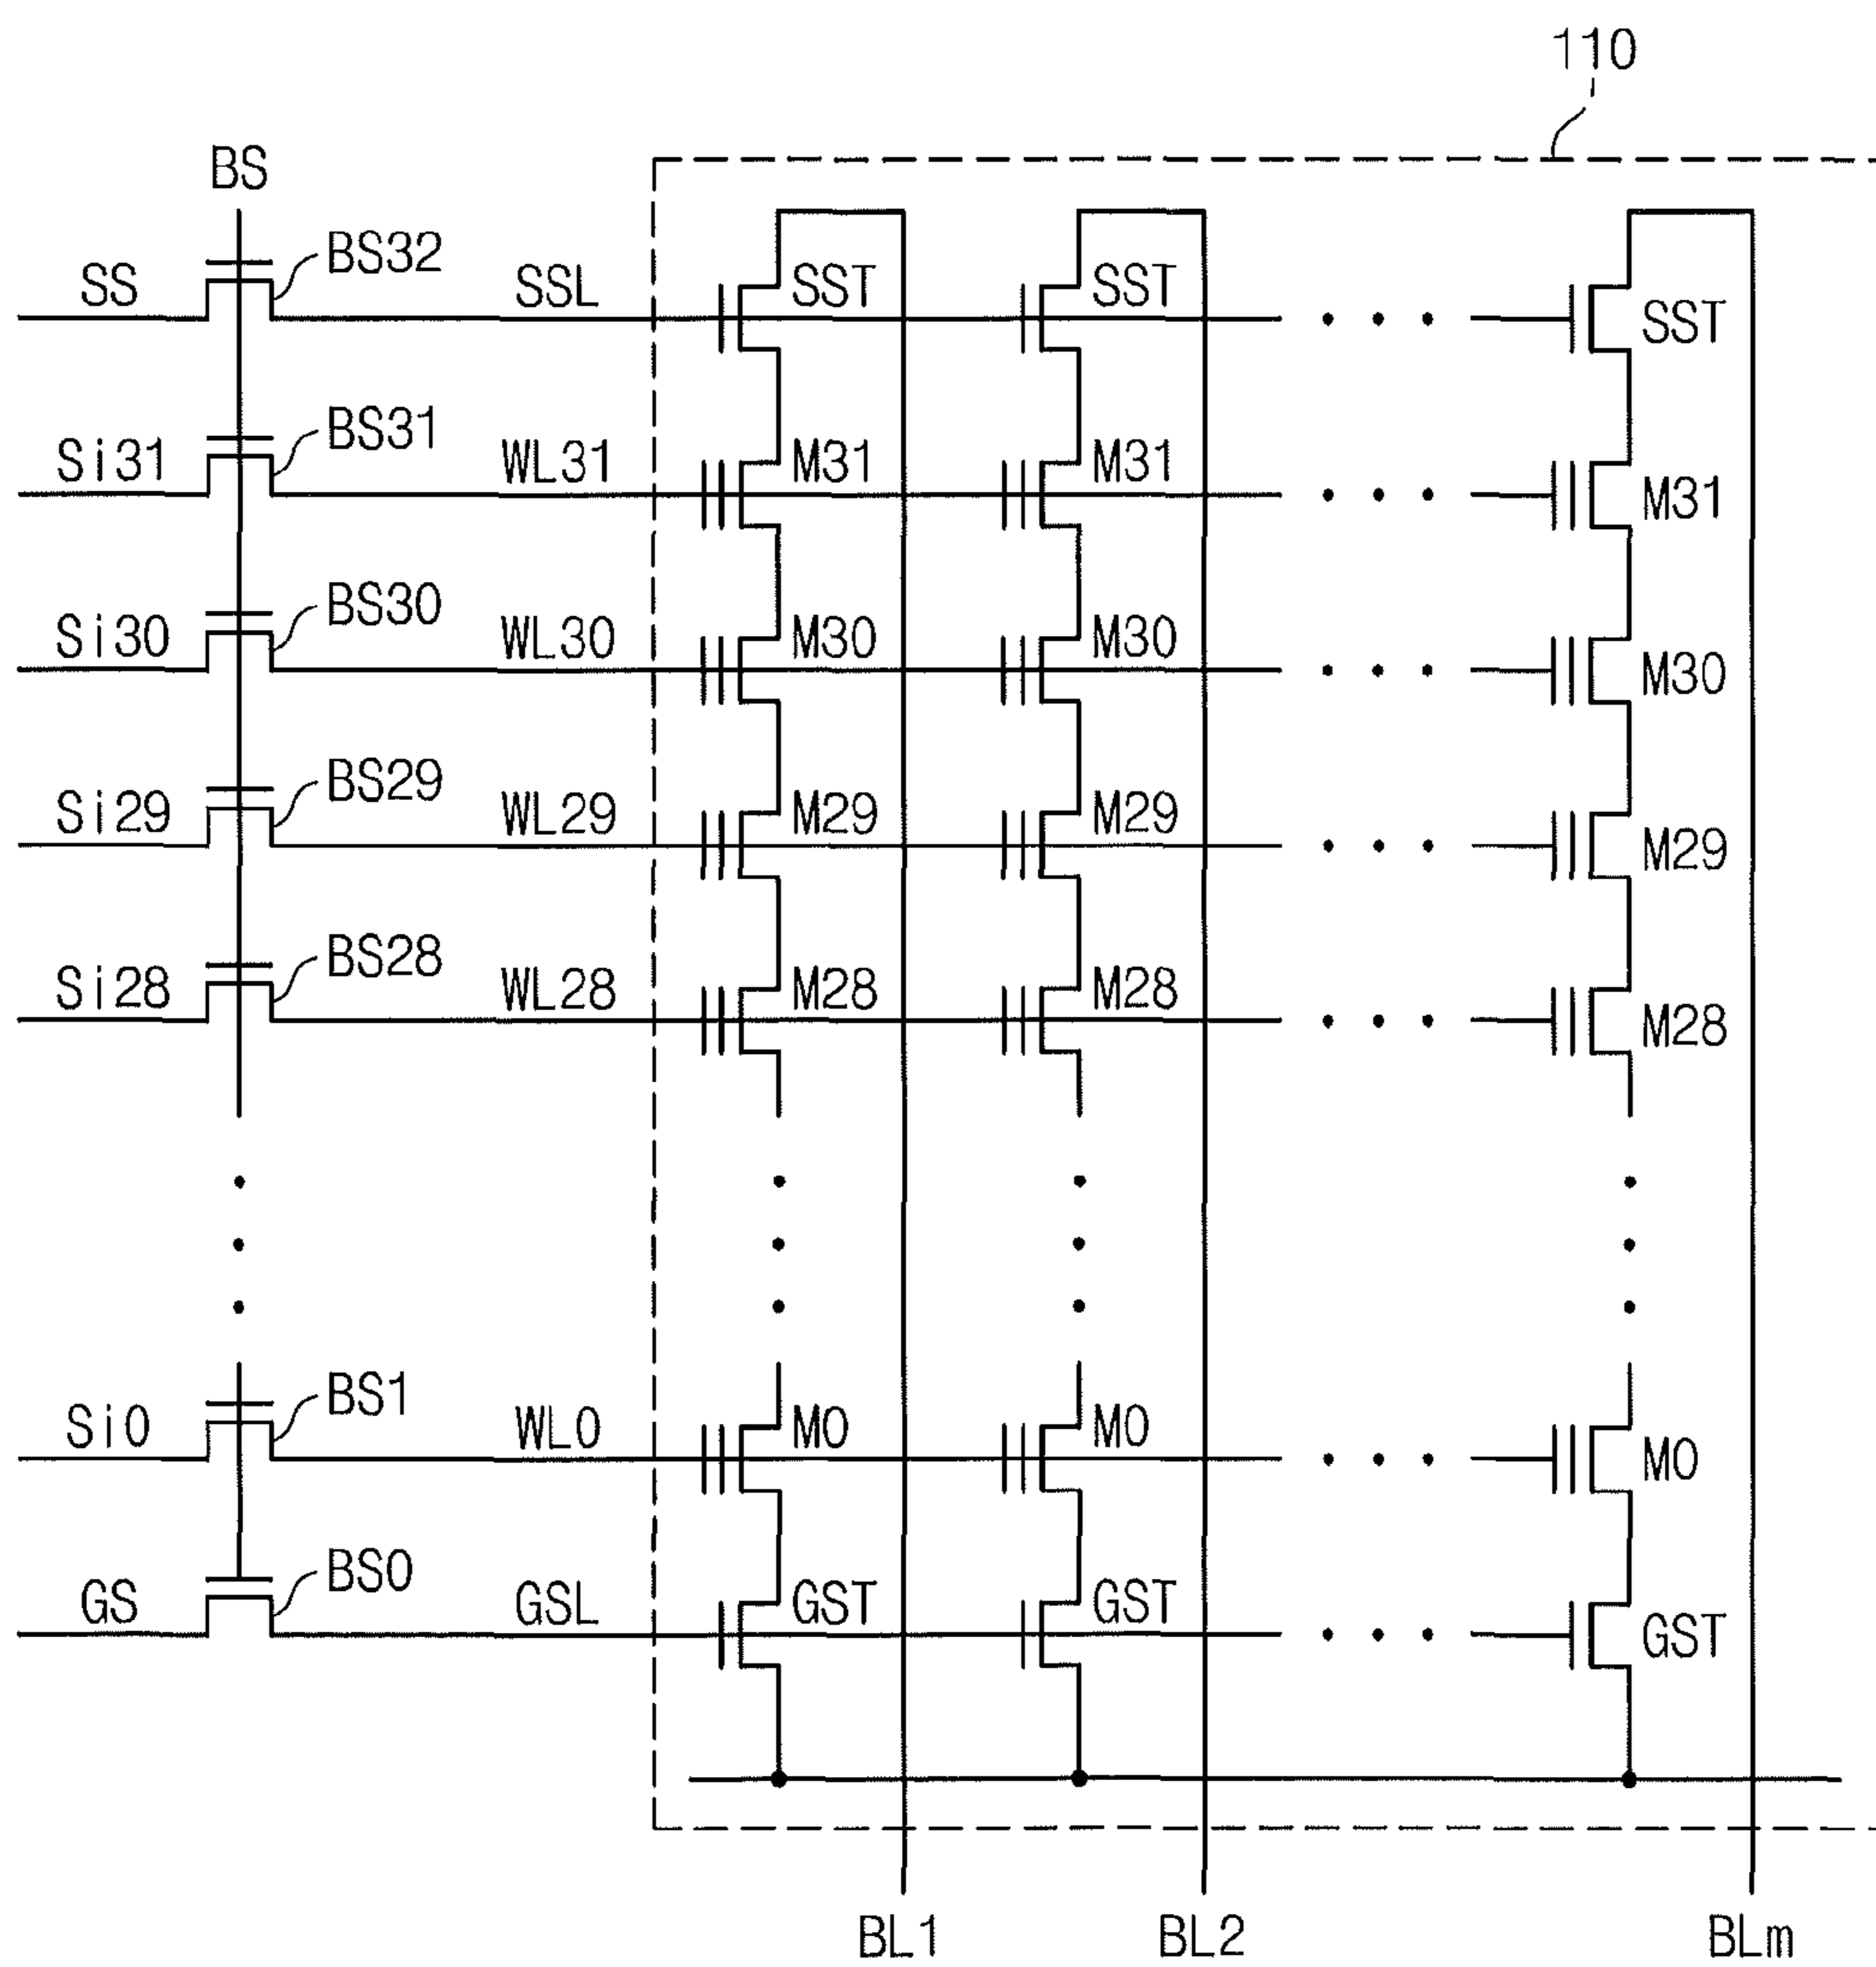 110
BS
SS BS32 SSL SST SST SST
Si31 BS31 WL31 M31 M31 M31
Si30 BS30 WL30 M30 M30 M30
Si29 BS29 WL29 M29 M29 M29
Si28 BS28 WL28 M28 M28 M28
Si0 BS1 WL0 M0 M0 M0
GS BS0 GSL GST GST GST
BL1 BL2 BLm